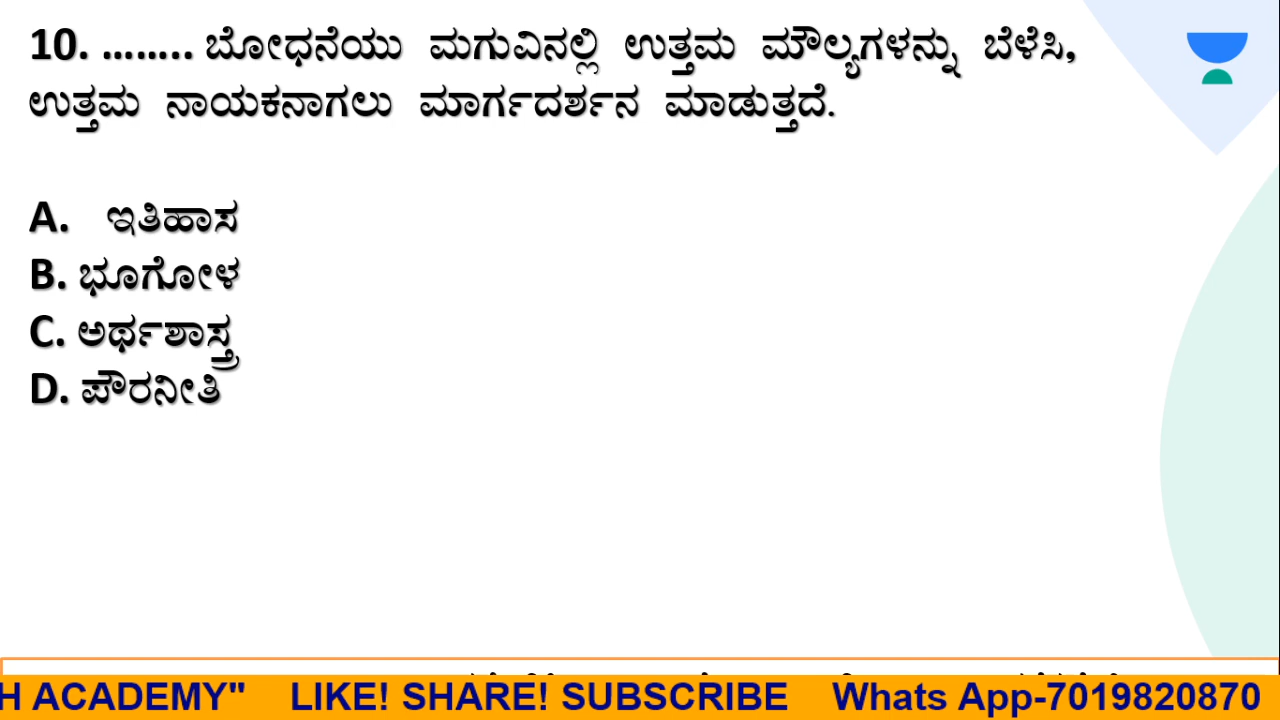 10. …….. ಬೋಧನೆಯು ಮಗುವಿನಲ್ಲಿ ಉತ್ತಮ ಮೌಲ್ಯಗಳನ್ನು ಬೆಳೆಸಿ,
ಉತ್ತಮ ನಾಯಕನಾಗಲು ಮಾರ್ಗದರ್ಶನ ಮಾಡುತ್ತದೆ.
A. ಇತಿಹಾಸ
B. ಭೂಗೋಳ
C. ಅರ್ಥಶಾಸ್ತ್ರ
D. ಪೌರನೀತಿ
H ACADEMY" LIKE! SHARE! SUBSCRIBE Whats App-7019820870